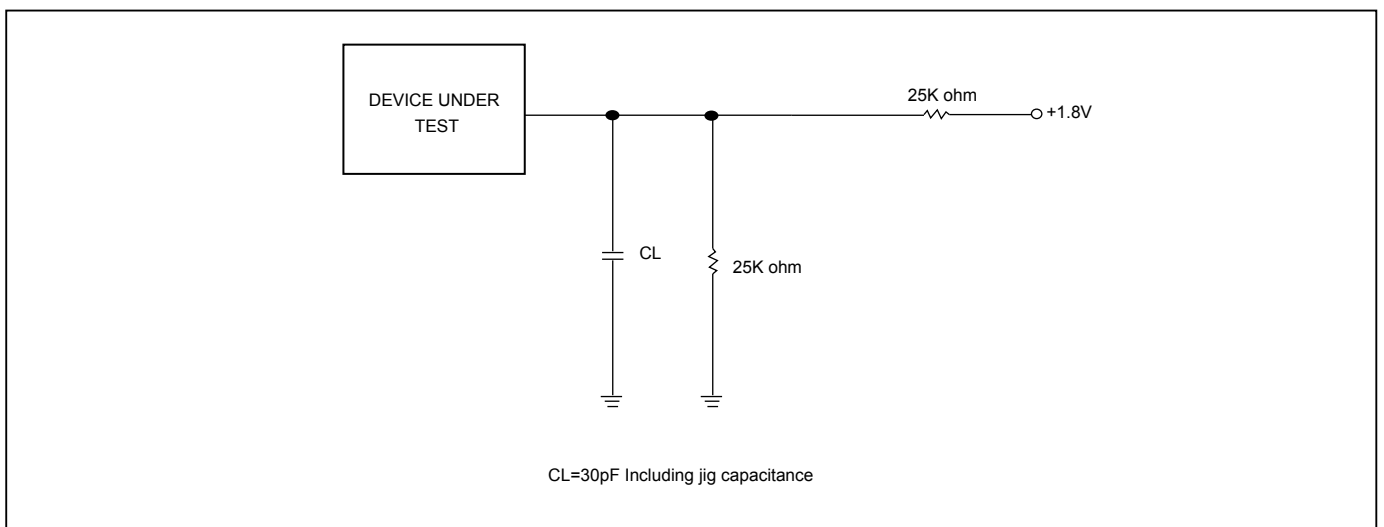 DEVICE UNDER
TEST
25K ohm
+1.8V
CL
25K ohm
CL=30pF Including jig capacitance